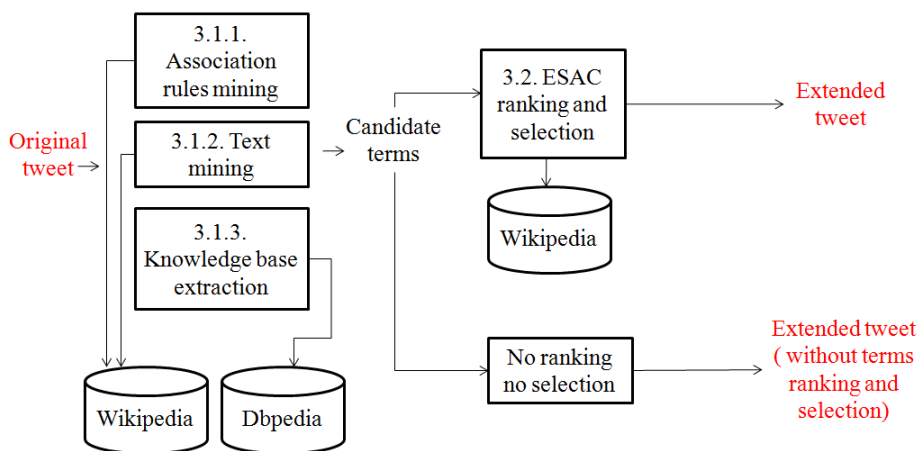 3.1.1.
Association
rules mining
Original
tweet
3.1.2. Text
mining
3.1.3.
Knowledge base
extraction
Wikipedia
Dbpedia
Candidate
terms
3.2. ESAC
ranking and
selection
Wikipedia
Extended
tweet
No ranking
no selection
Extended tweet
( without terms
ranking and
selection)